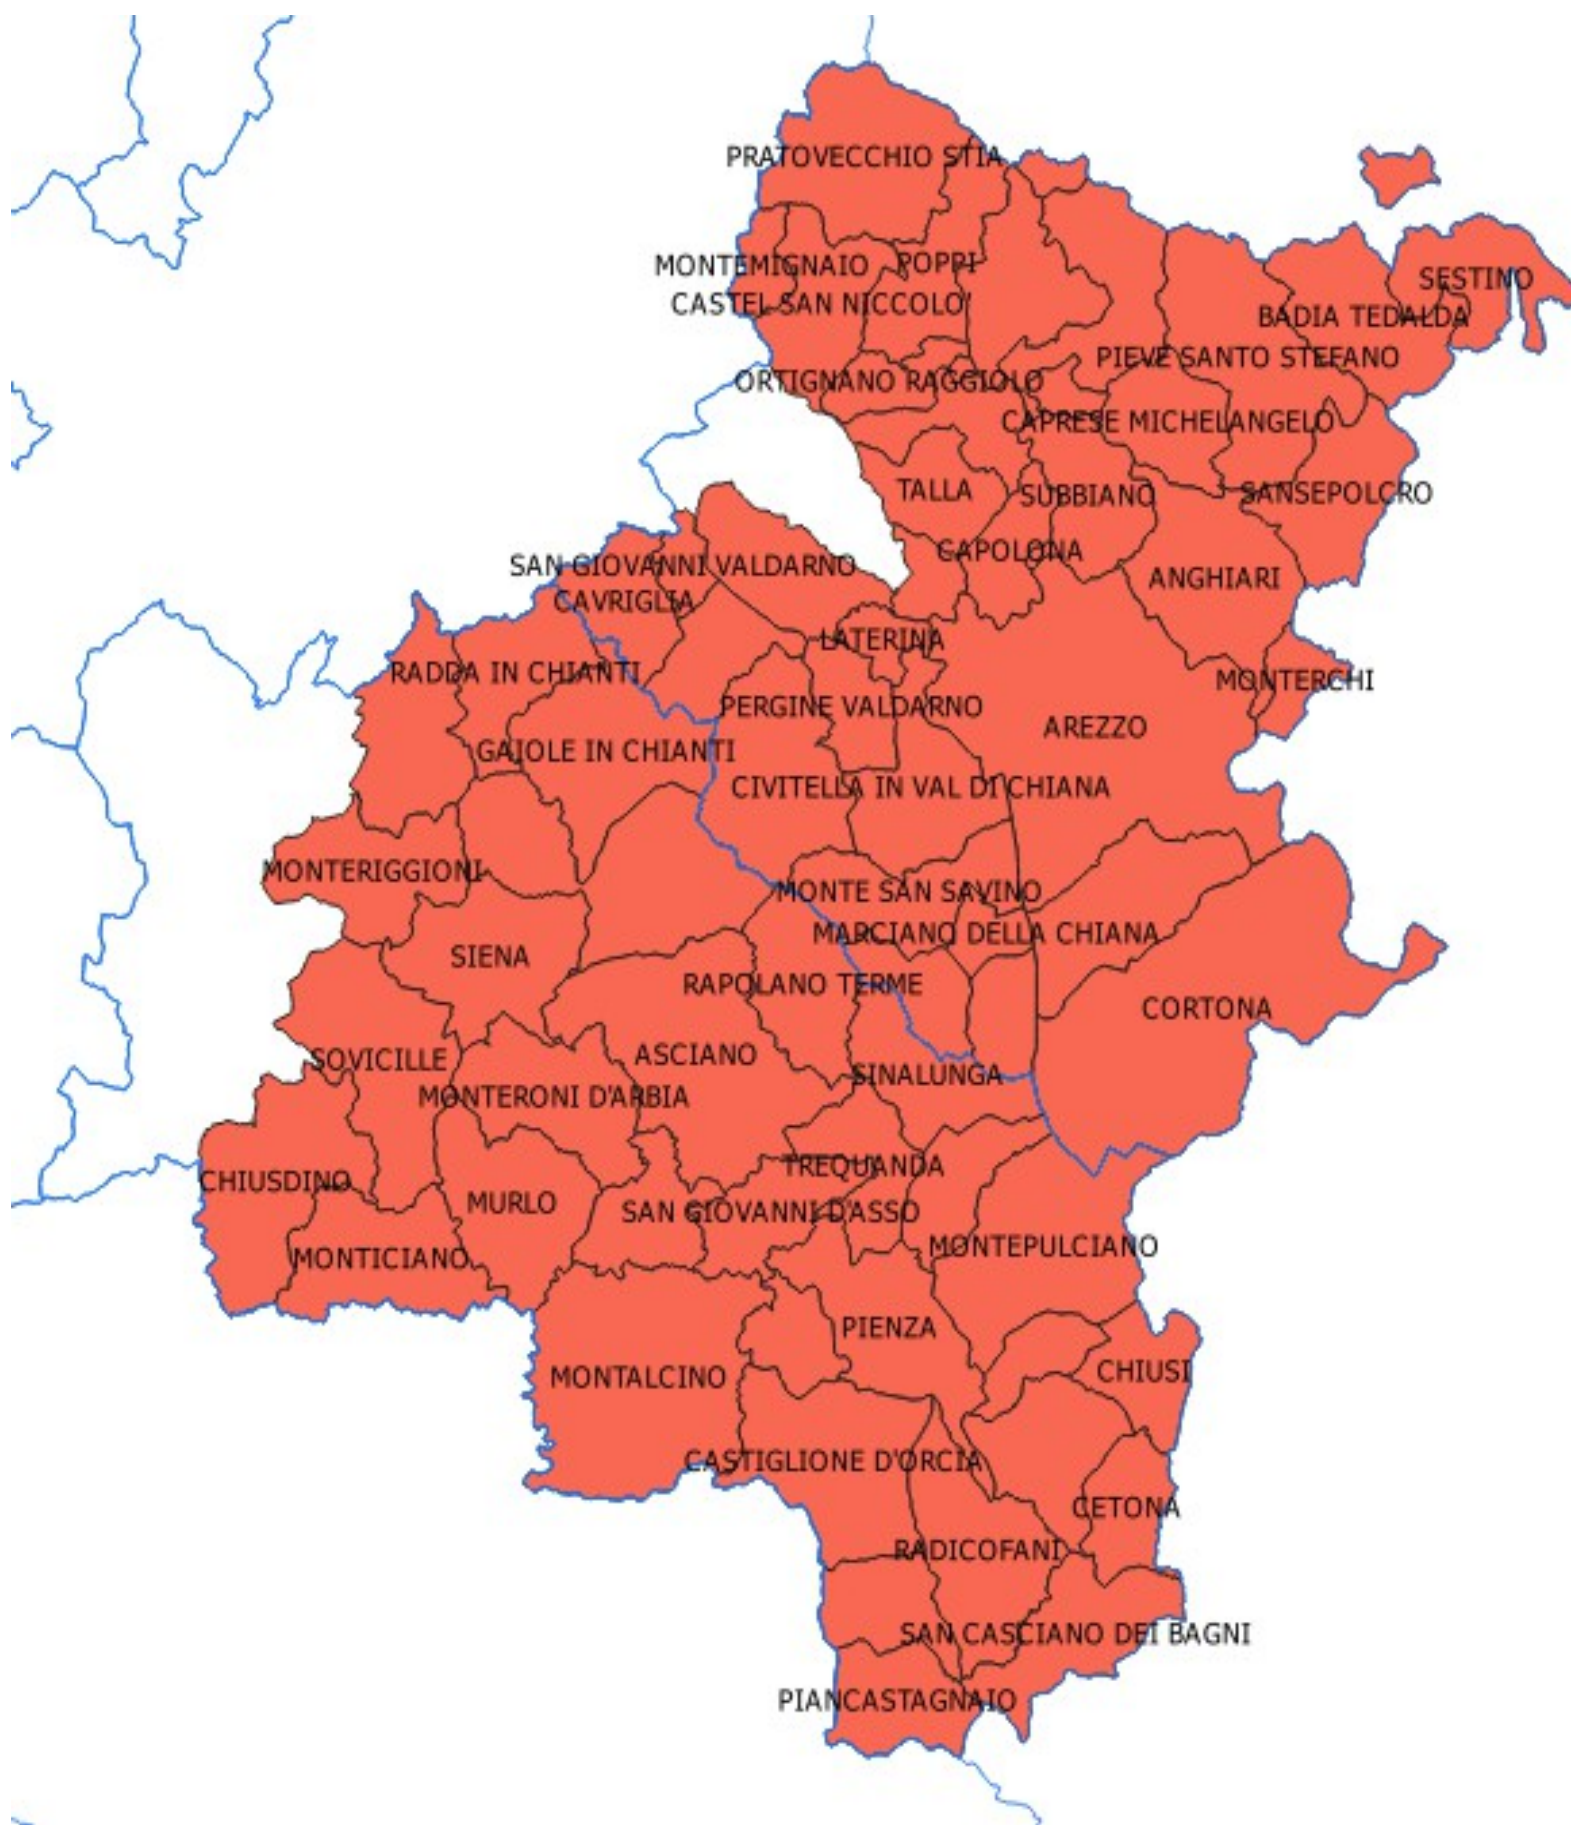 PRATOVECCHIO STIA
MONTEMIGNAIO
POPPI
SESTINO
CASTEL SAN NICCOLO'
BADIA TEDALDA
PIEVE SANTO STEFANO
ORTIGNANO RAGGIOLO
CAPRESE MICHELANGELO
TALLA
SUBBIANO
SANSEPOLCRO
CAPOLONA
SAN GIOVANNI VALDARNO
ANGHIARI
CAVRIGLIA
LATERINA
RADDA IN CHIANTI
MONTERCHI
PERGINE VALDARNO
AREZZO
GAIOLE IN CHIANTI
CIVITELLA IN VAL DI CHIANA
MONTERIGGIONI
MONTE SAN SAVINO
MARCIANO DELLA CHIANA
SIENA
RAPOLANO TERME
CORTONA
ASCIANO
SOVICILLE
SINALUNGA
MONTERONI D'ARBIA
TREQUANDA
CHIUSDINO
MURLO
SAN GIOVANNI D'ASSO
MONTEPULCIANO
MONTICIANO
PIENZA
CHIUSI
MONTALCINO
CASTIGLIONE D'ORCIA
CETONA
RADICOFANI
SAN CASCIANO DEI BAGNI
PIANCASTAGNAIO